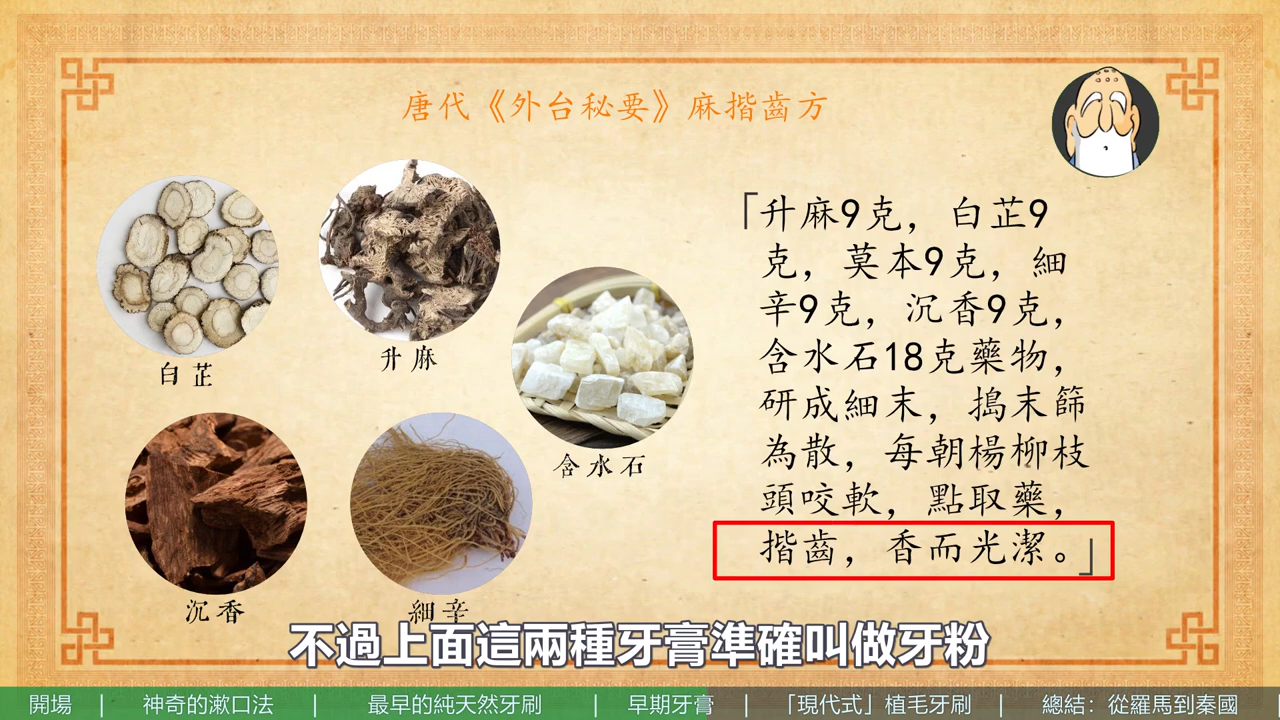 唐代《外台秘要》麻揩齒方
「升麻9克，白芷9
克，莫本9克，細
辛9克，沉香9克，
含水石18克藥物，
研成細末，搗末篩
為散，每朝楊柳枝
頭咬軟，點取藥，
揩齒，香而光潔。」
白芷
升麻
含水石
沉香
細辛
不過上面這兩種牙膏準確叫做牙粉
開場 | 神奇的漱口法 | 最早的純天然牙刷 | 早期牙膏 | 「現代式」植毛牙刷 | 總結：從羅馬到秦國